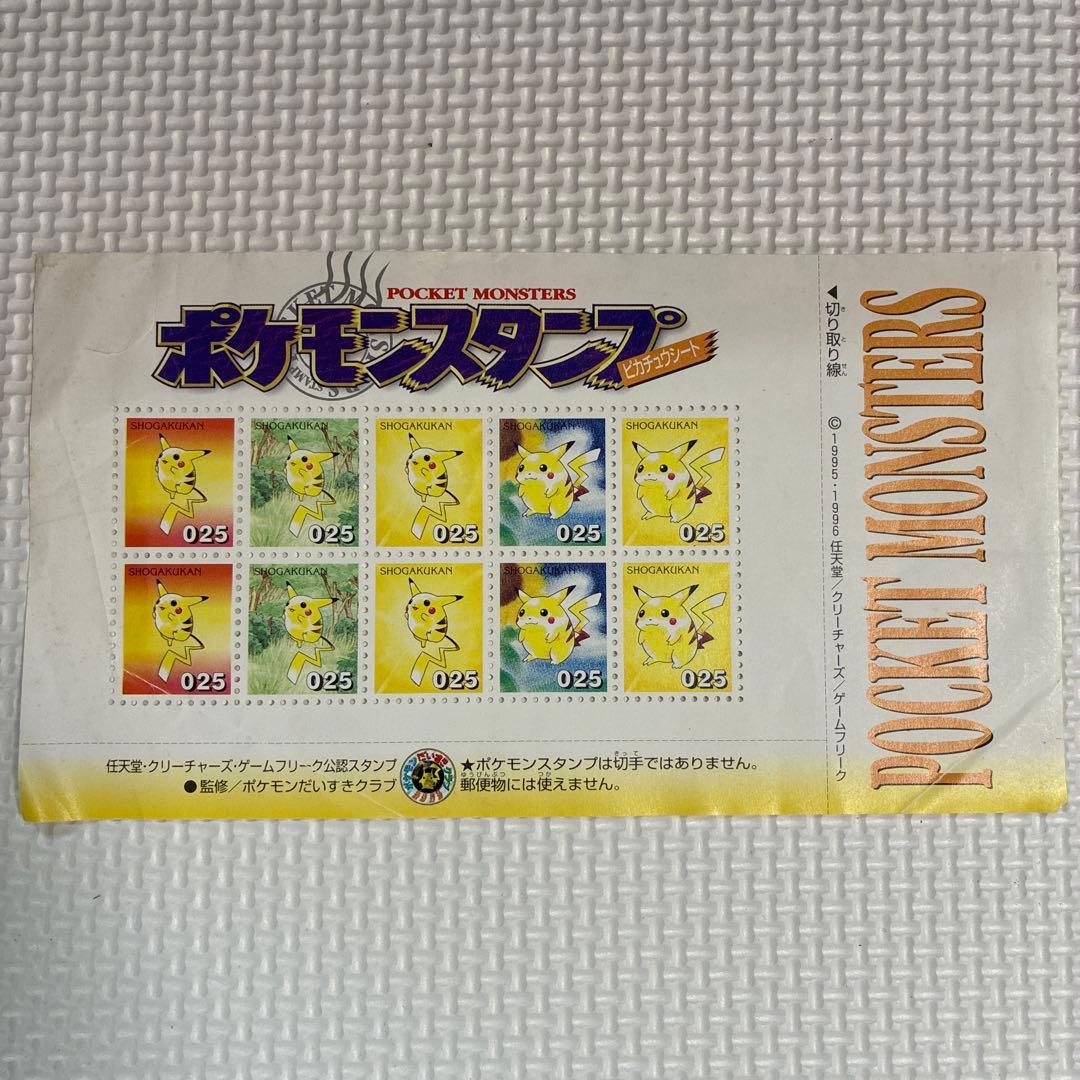 POCKET MONSTERS
ポケモンスタンプ
ピカチュウシート
SHOGAKUKAN SHOGAKUKAN SHOGAKUKAN SHOGAKUKAN SHOGAKUKAN
025 025 025 025 025
SHOGAKUKAN SHOGAKUKAN SHOGAKUKAN SHOGAKUKAN SHOGAKUKAN
025 025 025 025 025
任天堂・クリーチャーズ・ゲームフリーク公認スタンプ
●監修/ポケモンだいすきクラブ
★ポケモンスタンプは切手ではありません。
郵便物には使えません。
◀切り取り線
©1995・1996 任天堂/クリーチャーズ/ゲームフリーク
POCKET MONSTERS